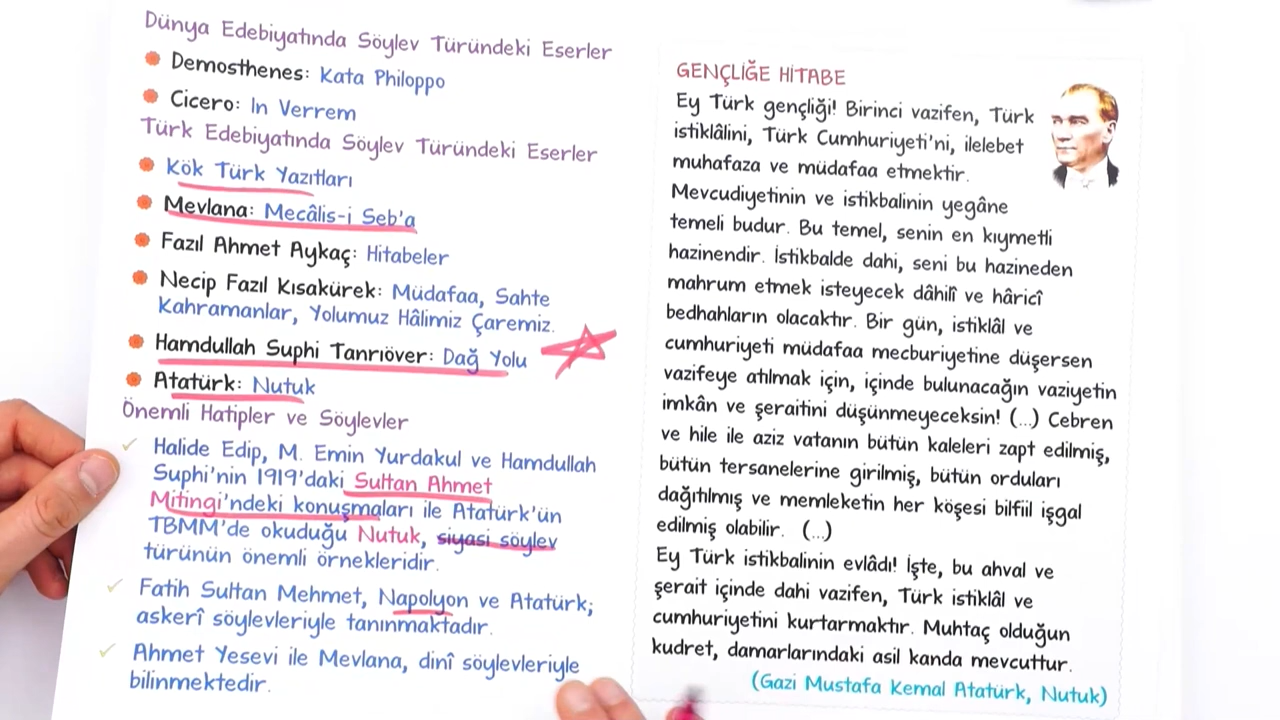 Dünya Edebiyatında Söylev Türündeki Eserler
Demosthenes: Kata Philoppo
Cicero: In Verrem
Türk Edebiyatında Söylev Türündeki Eserler
Kök Türk Yazıtları
Mevlana: Mecâlis-i Seb'a
Fazıl Ahmet Aykaç: Hitabeler
Necip Fazıl Kısakürek: Müdafaa, Sahte
Kahramanlar, Yolumuz Hâlimiz Çaremiz.
Hamdullah Suphi Tanrıöver: Dağ Yolu
Atatürk: Nutuk
Önemli Hatipler ve Söylevler
Halide Edip, M. Emin Yurdakul ve Hamdullah
Suphi'nin 1919'daki Sultan Ahmet
Mitingi'ndeki konuşmaları ile Atatürk'ün
TBMM'de okuduğu Nutuk, siyasi söylev
türünün önemli örnekleridir.
Fatih Sultan Mehmet, Napolyon ve Atatürk;
askerî söylevleriyle tanınmaktadır.
Ahmet Yesevi ile Mevlana, dinî söylevleriyle
bilinmektedir.
GENÇLİĞE HİTABE
Ey Türk gençliği! Birinci vazifen, Türk
istiklâlini, Türk Cumhuriyeti'ni, ilelebet
muhafaza ve müdafaa etmektir.
Mevcudiyetinin ve istikbalinin yegâne
temeli budur. Bu temel, senin en kıymetli
hazinendir. İstikbalde dahi, seni bu hazineden
mahrum etmek isteyecek dâhilî ve hâricî
bedhahların olacaktır. Bir gün, istiklâl ve
cumhuriyeti müdafaa mecburiyetine düşersen
vazifeye atılmak için, içinde bulunacağın vaziyetin
imkân ve şeraitini düşünmeyeceksin! (...) Cebren
ve hile ile aziz vatanın bütün kaleleri zapt edilmiş,
bütün tersanelerine girilmiş, bütün orduları
dağıtılmış ve memleketin her köşesi bilfiil işgal
edilmiş olabilir. (...)
Ey Türk istikbalinin evlâdı! İşte, bu ahval ve
şerait içinde dahi vazifen, Türk istiklâl ve
cumhuriyetini kurtarmaktır. Muhtaç olduğun
kudret, damarlarındaki asil kanda mevcuttur.
(Gazi Mustafa Kemal Atatürk, Nutuk)